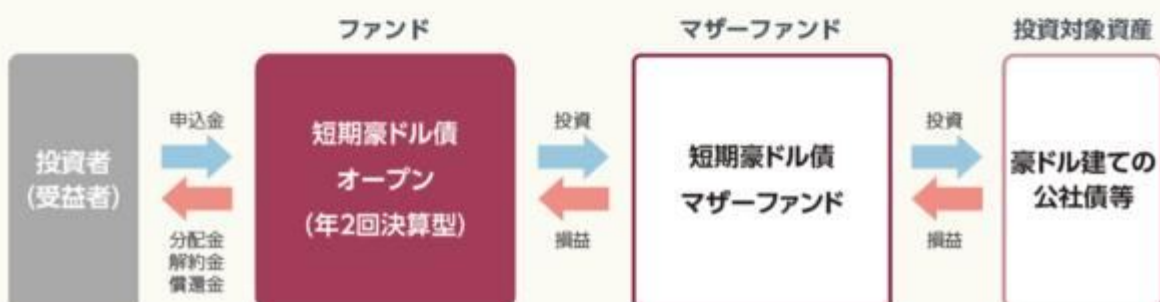 ファンド
マザーファンド
投資対象資産
投資者
(受益者)
申込金
分配金
解約金
償還金
短期豪ドル債
オープン
(年2回決算型)
投資
損益
短期豪ドル債
マザーファンド
投資
損益
豪ドル建ての
公社債等